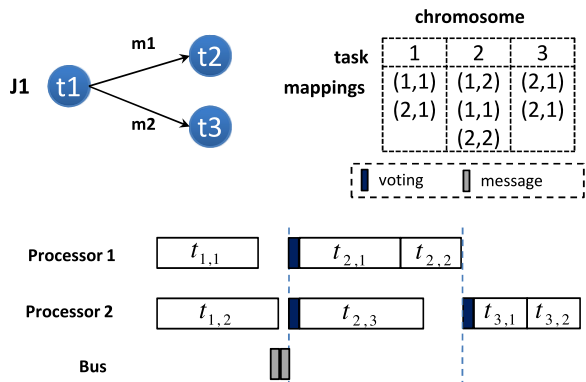 chromosome
m1
t2
task 1 2 3
J1 t1
mappings (1,1) (1,2) (2,1)
(2,1) (1,1) (2,1)
(2,2)
m2
t3
voting message
Processor 1 t1,1 t2,1 t2,2
Processor 2 t1,2 t2,3 t3,1 t3,2
Bus